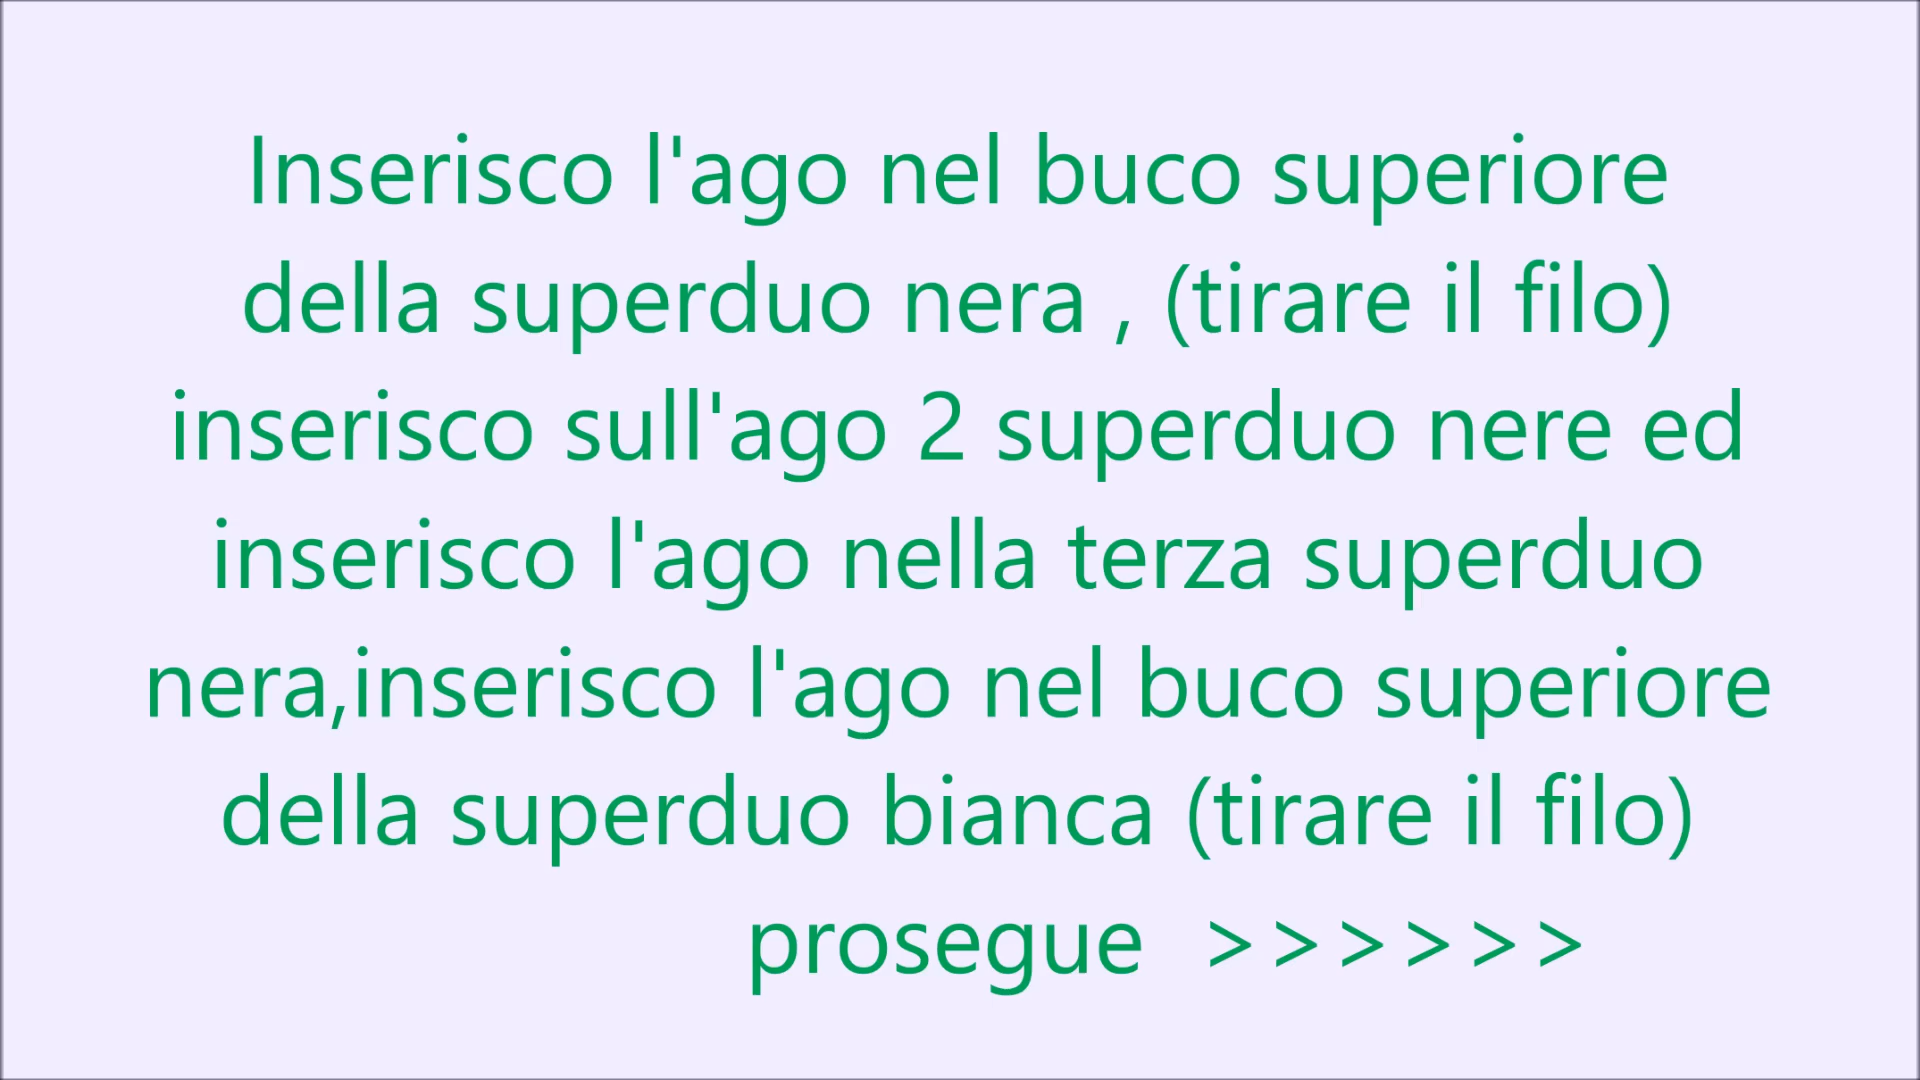 Inserisco l'ago nel buco superiore
della superduo nera , (tirare il filo)
inserisco sull'ago 2 superduo nere ed
inserisco l'ago nella terza superduo
nera,inserisco l'ago nel buco superiore
della superduo bianca (tirare il filo)
prosegue >>>>>>